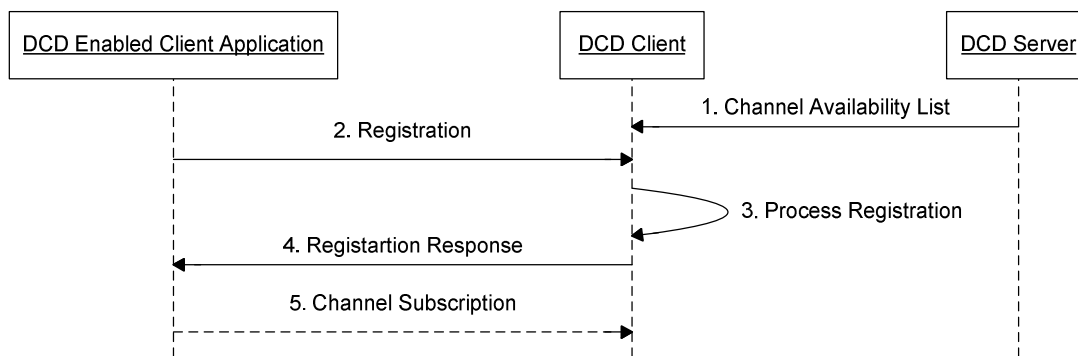 DCD Enabled Client Application
DCD Client
DCD Server
1. Channel Availability List
2. Registration
3. Process Registration
4. Registartion Response
5. Channel Subscription